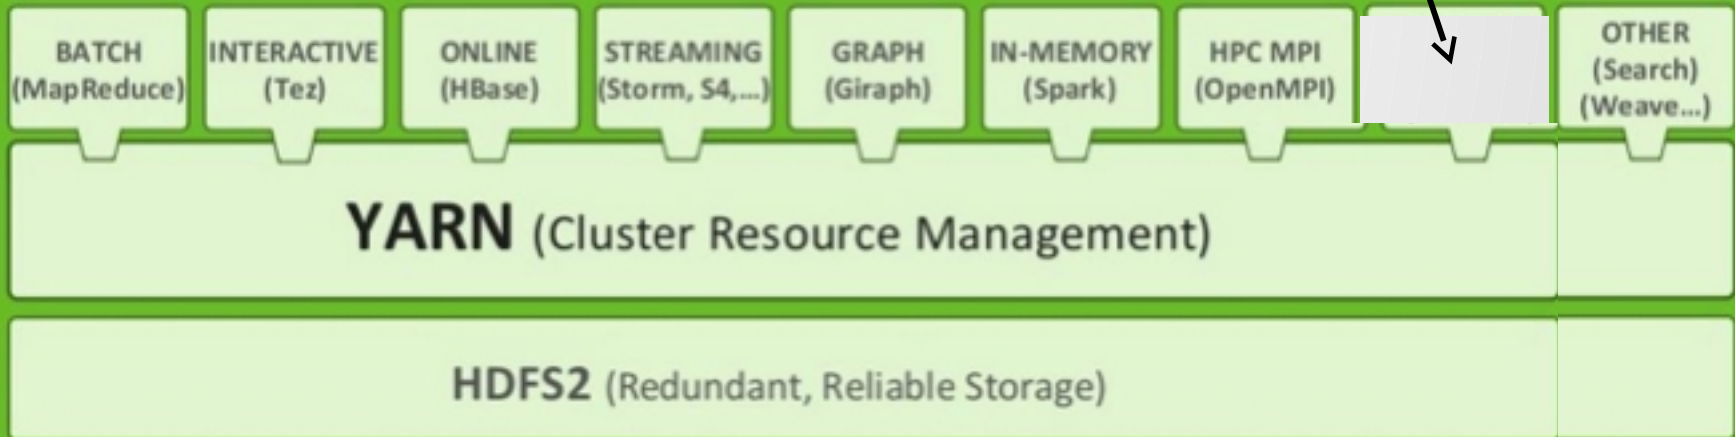 BATCH
(MapReduce)
INTERACTIVE
(Tez)
ONLINE
(HBase)
STREAMING
(Storm, S4,...)
GRAPH
(Giraph)
IN-MEMORY
(Spark)
HPC MPI
(OpenMPI)
OTHER
(Search)
(Weave...)
YARN (Cluster Resource Management)
HDFS2 (Redundant, Reliable Storage)